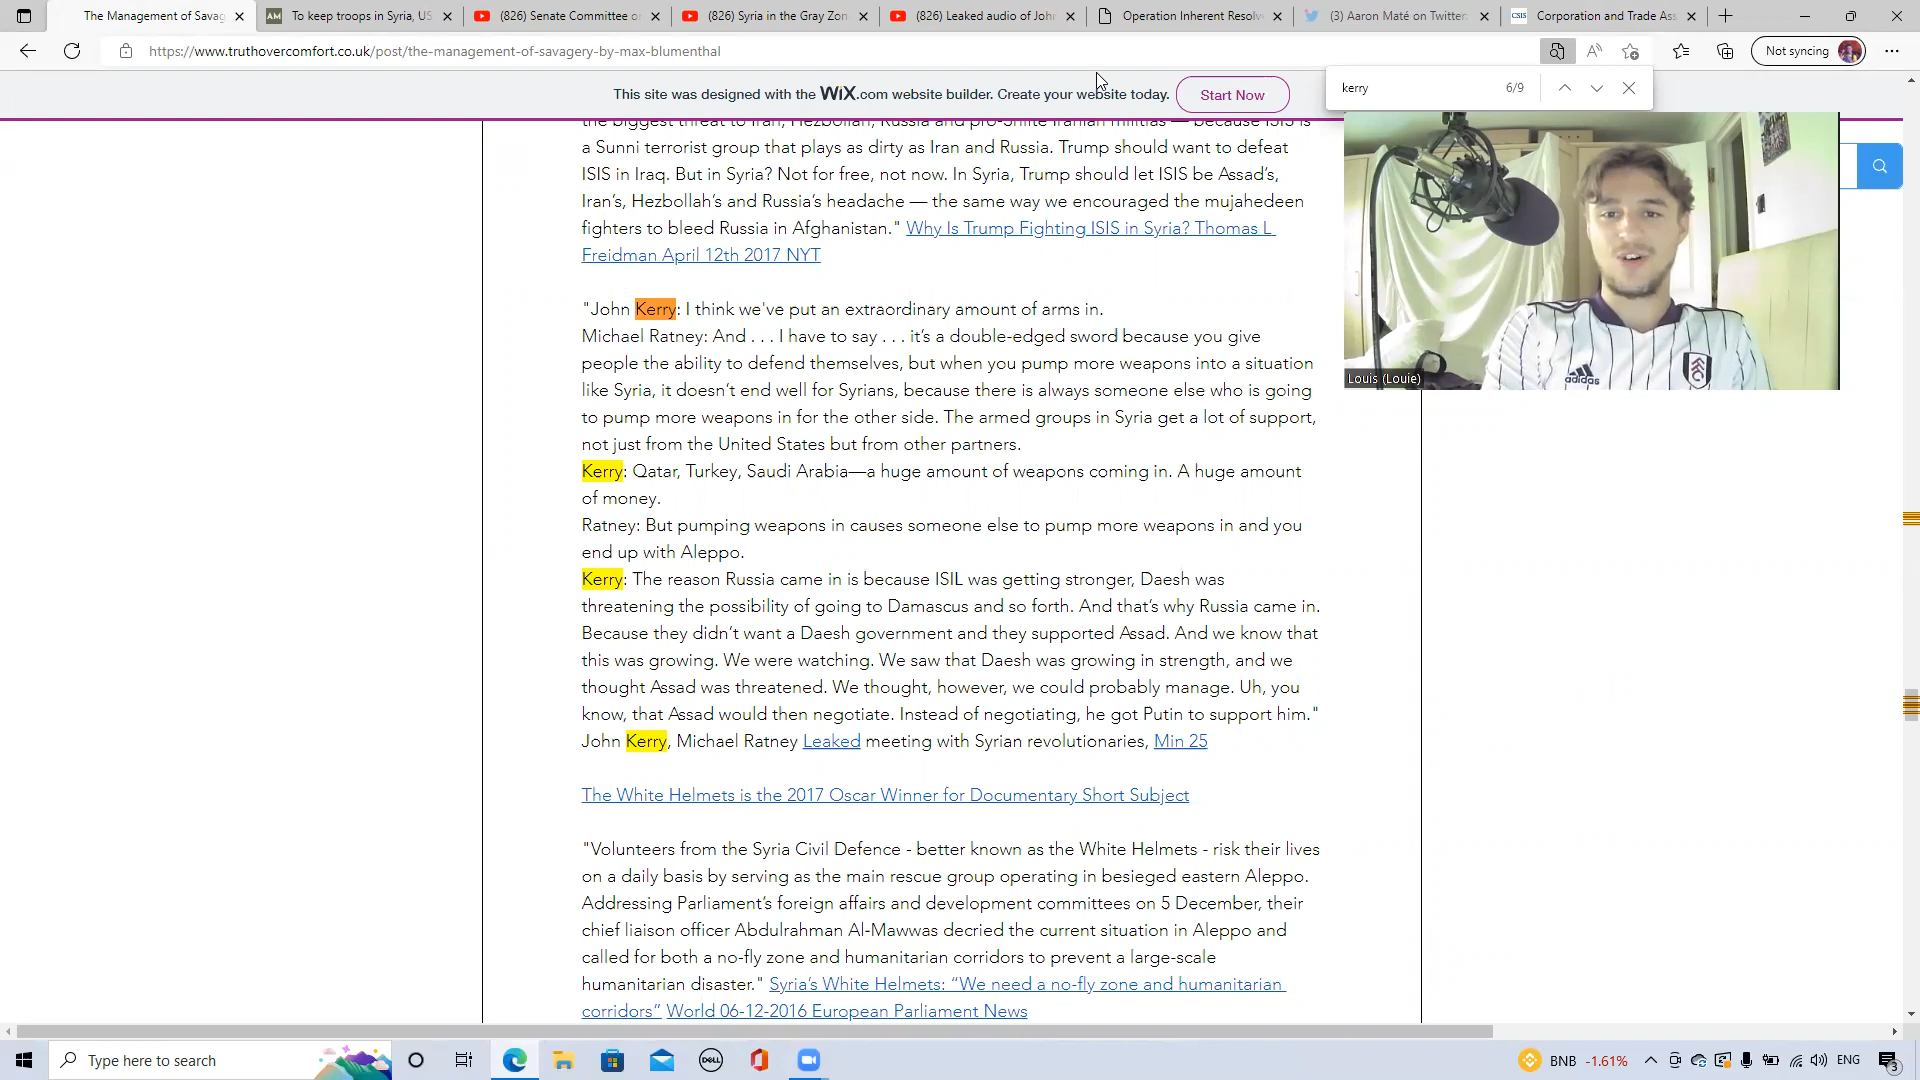 The Management of Savag
To keep troops in Syria, US
(826) Senate Committee o
(826) Syria in the Gray Zon
(826) Leaked audio of Joh
Operation Inherent Resolv
(3) Aaron Maté on Twitter:
CSIS
Corporation and Trade Ass
AM
https://www.truthovercomfort.co.uk/post/the-management-of-savagery-by-max-blumenthal
Not syncing
This site was designed with the WiX.com website builder. Create your website today.
Start Now
kerry
6/9
the biggest threat to Iran, Hezbollah, Russia and pro-Shiite Iranian militias — because ISIS is
a Sunni terrorist group that plays as dirty as Iran and Russia. Trump should want to defeat
ISIS in Iraq. But in Syria? Not for free, not now. In Syria, Trump should let ISIS be Assad's,
Iran's, Hezbollah's and Russia's headache — the same way we encouraged the mujahedeen
fighters to bleed Russia in Afghanistan." Why Is Trump Fighting ISIS in Syria? Thomas L
Freidman April 12th 2017 NYT
"John Kerry: I think we've put an extraordinary amount of arms in.
Michael Ratney: And . . . I have to say . . . it's a double-edged sword because you give
people the ability to defend themselves, but when you pump more weapons into a situation
like Syria, it doesn't end well for Syrians, because there is always someone else who is going
to pump more weapons in for the other side. The armed groups in Syria get a lot of support,
not just from the United States but from other partners.
Kerry: Qatar, Turkey, Saudi Arabia—a huge amount of weapons coming in. A huge amount
of money.
Ratney: But pumping weapons in causes someone else to pump more weapons in and you
end up with Aleppo.
Kerry: The reason Russia came in is because ISIL was getting stronger, Daesh was
threatening the possibility of going to Damascus and so forth. And that's why Russia came in.
Because they didn't want a Daesh government and they supported Assad. And we know that
this was growing. We were watching. We saw that Daesh was growing in strength, and we
thought Assad was threatened. We thought, however, we could probably manage. Uh, you
know, that Assad would then negotiate. Instead of negotiating, he got Putin to support him."
John Kerry, Michael Ratney Leaked meeting with Syrian revolutionaries, Min 25
The White Helmets is the 2017 Oscar Winner for Documentary Short Subject
"Volunteers from the Syria Civil Defence - better known as the White Helmets - risk their lives
on a daily basis by serving as the main rescue group operating in besieged eastern Aleppo.
Addressing Parliament's foreign affairs and development committees on 5 December, their
chief liaison officer Abdulrahman Al-Mawwas decried the current situation in Aleppo and
called for both a no-fly zone and humanitarian corridors to prevent a large-scale
humanitarian disaster." Syria's White Helmets: “We need a no-fly zone and humanitarian
corridors” World 06-12-2016 European Parliament News
adidas
Louis (Louie)
Type here to search
DELL
BNB -1.61%
ENG
3